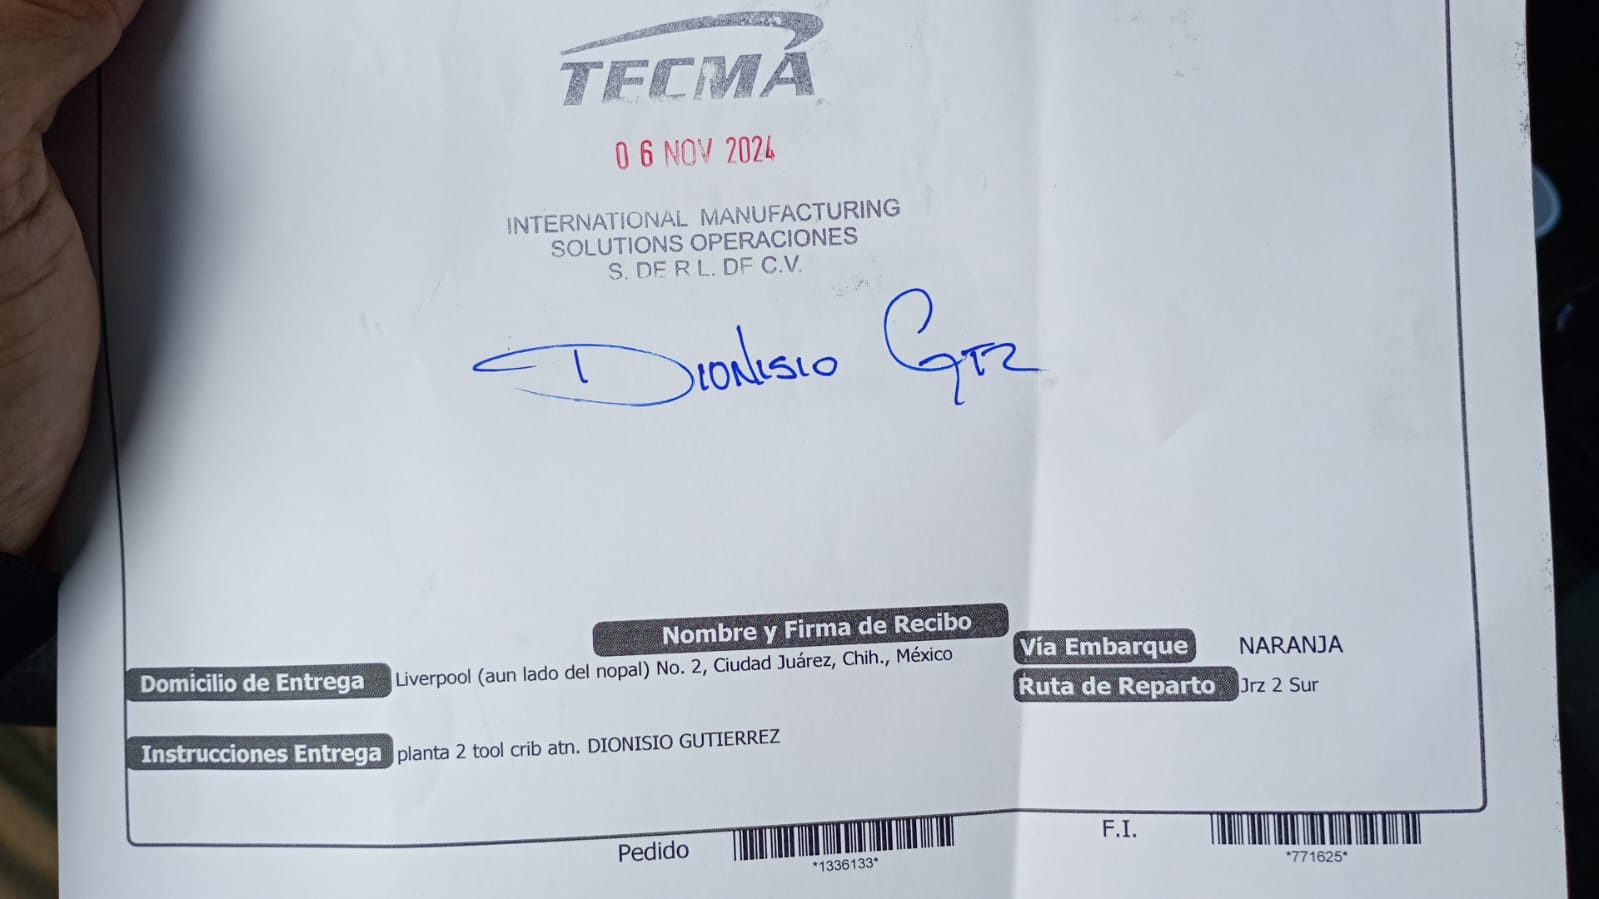 TECMA
06 NOV 2024
INTERNATIONAL MANUFACTURING
SOLUTIONS OPERACIONES
S. DE R.L. DE C.V.
DIONISIO GTZ
Nombre y Firma de Recibo
Domicilio de Entrega Liverpool (aun lado del nopal) No. 2, Ciudad Juárez, Chih., México
Vía Embarque NARANJA
Ruta de Reparto Jrz 2 Sur
Instrucciones Entrega planta 2 tool crib atn. DIONISIO GUTIERREZ
Pedido *1336133*
F.I. *771625*